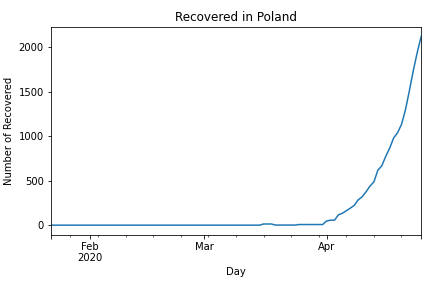 Recovered in Poland
Number of Recovered
2000
1500
1000
500
0
Feb
2020
Mar
Apr
Day